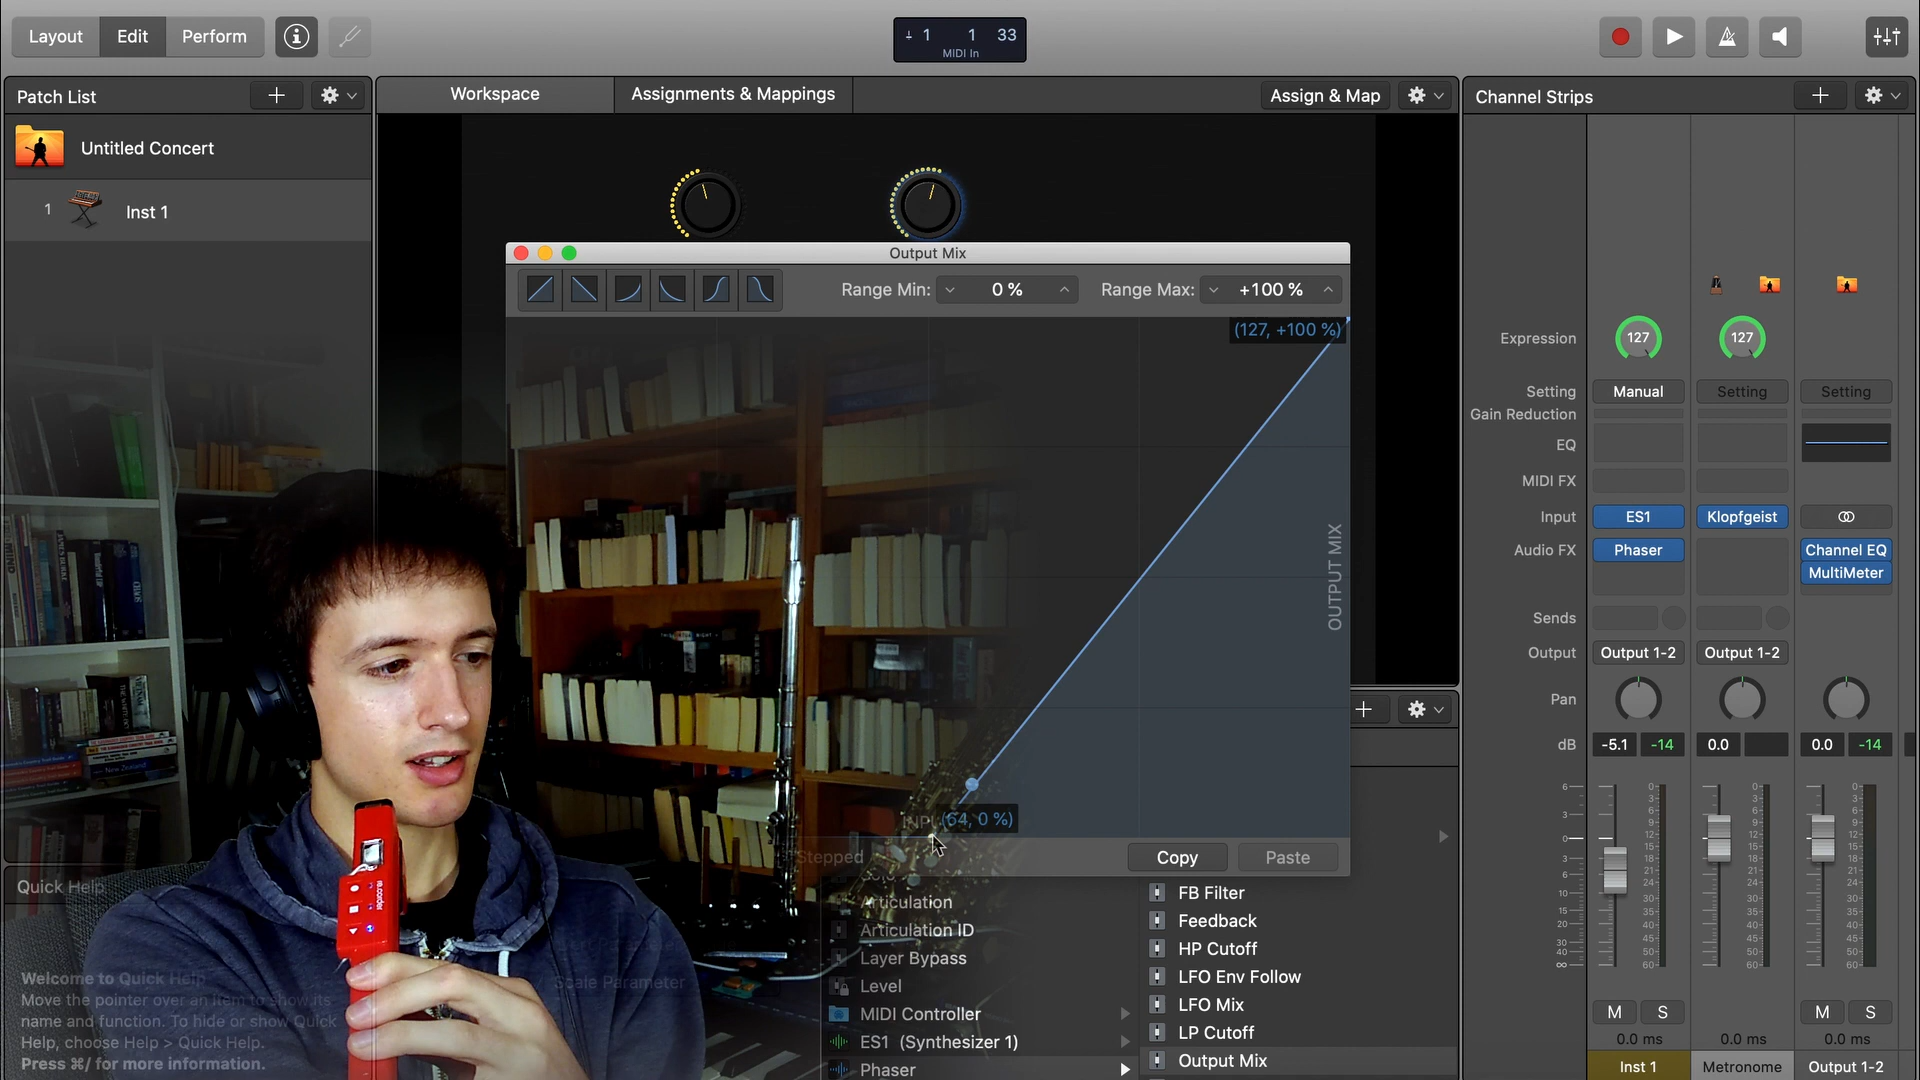 Layout
Edit
Perform
1 1 33
MIDI In
Patch List
Workspace
Assignments & Mappings
Assign & Map
Channel Strips
Untitled Concert
1
Inst 1
Output Mix
Range Min:
0 %
Range Max:
+100 %
(127, +100 %)
OUTPUT MIX
(64, 0 %)
Stepped
Copy
Paste
Expression
127
127
Setting
Manual
Setting
Setting
Gain Reduction
EQ
MIDI FX
Input
ES1
Klopfgeist
Audio FX
Phaser
Channel EQ
MultiMeter
Sends
Output
Output 1-2
Output 1-2
Pan
dB
-5.1
-14
0.0
0.0
-14
M
S
M
S
0.0 ms
0.0 ms
0.0 ms
Inst 1
Metronome
Output 1-2
Quick Help
Welcome to Quick Help
Move the pointer over an item to show its
name and function. To hide or show Quick
Help, choose Help > Quick Help.
Press ⌘/ for more information.
Scale Parameter
Articulation
Articulation ID
Layer Bypass
Level
MIDI Controller
ES1 (Synthesizer 1)
Phaser
FB Filter
Feedback
HP Cutoff
LFO Env Follow
LFO Mix
LP Cutoff
Output Mix